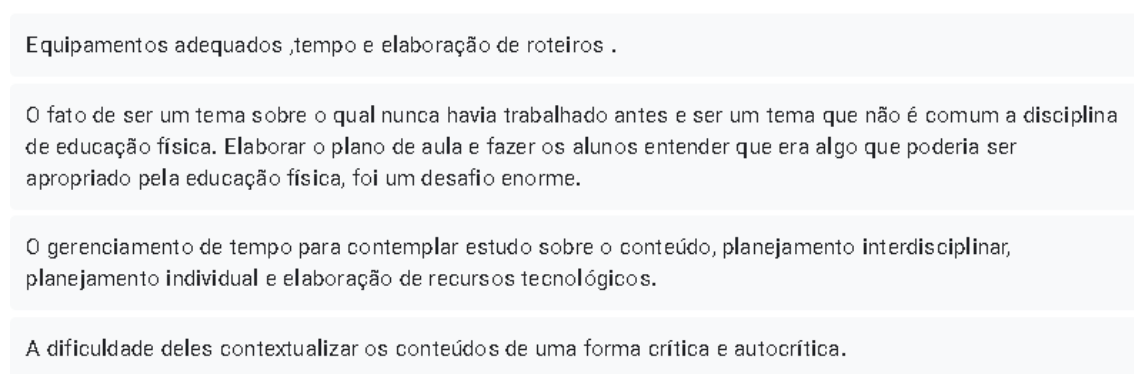 Equipamentos adequados ,tempo e elaboração de roteiros .
O fato de ser um tema sobre o qual nunca havia trabalhado antes e ser um tema que não é comum a disciplina
de educação física. Elaborar o plano de aula e fazer os alunos entender que era algo que poderia ser
apropriado pela educação física, foi um desafio enorme.
O gerenciamento de tempo para contemplar estudo sobre o conteúdo, planejamento interdisciplinar,
planejamento individual e elaboração de recursos tecnológicos.
A dificuldade deles contextualizar os conteúdos de uma forma crítica e autocrítica.